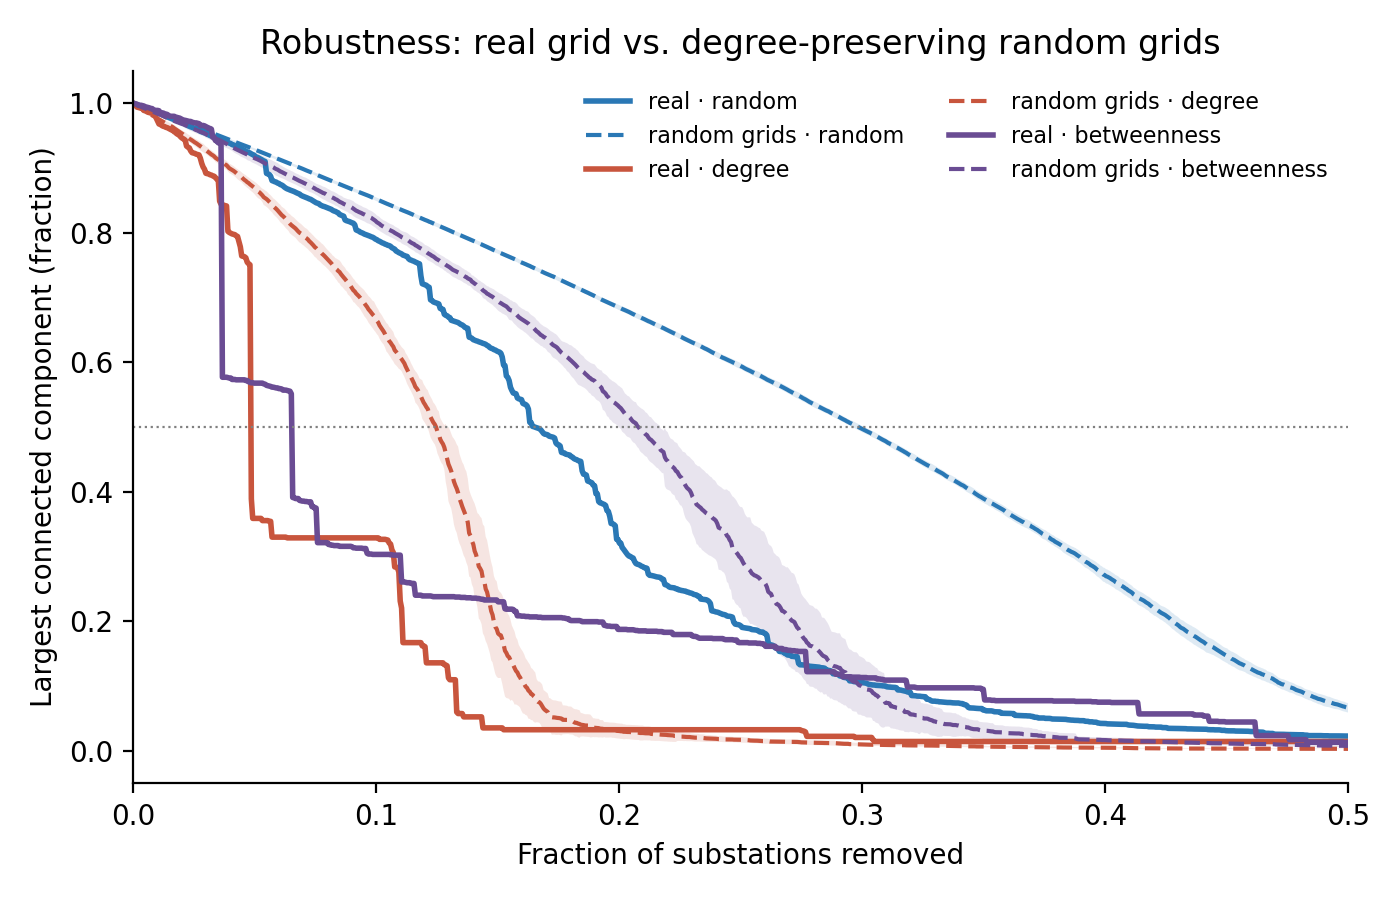 Robustness: real grid vs. degree-preserving random grids
real · random
random grids · random
real · degree
random grids · degree
real · betweenness
random grids · betweenness
Largest connected component (fraction)
1.0
0.8
0.6
0.4
0.2
0.0
0.0 0.1 0.2 0.3 0.4 0.5
Fraction of substations removed